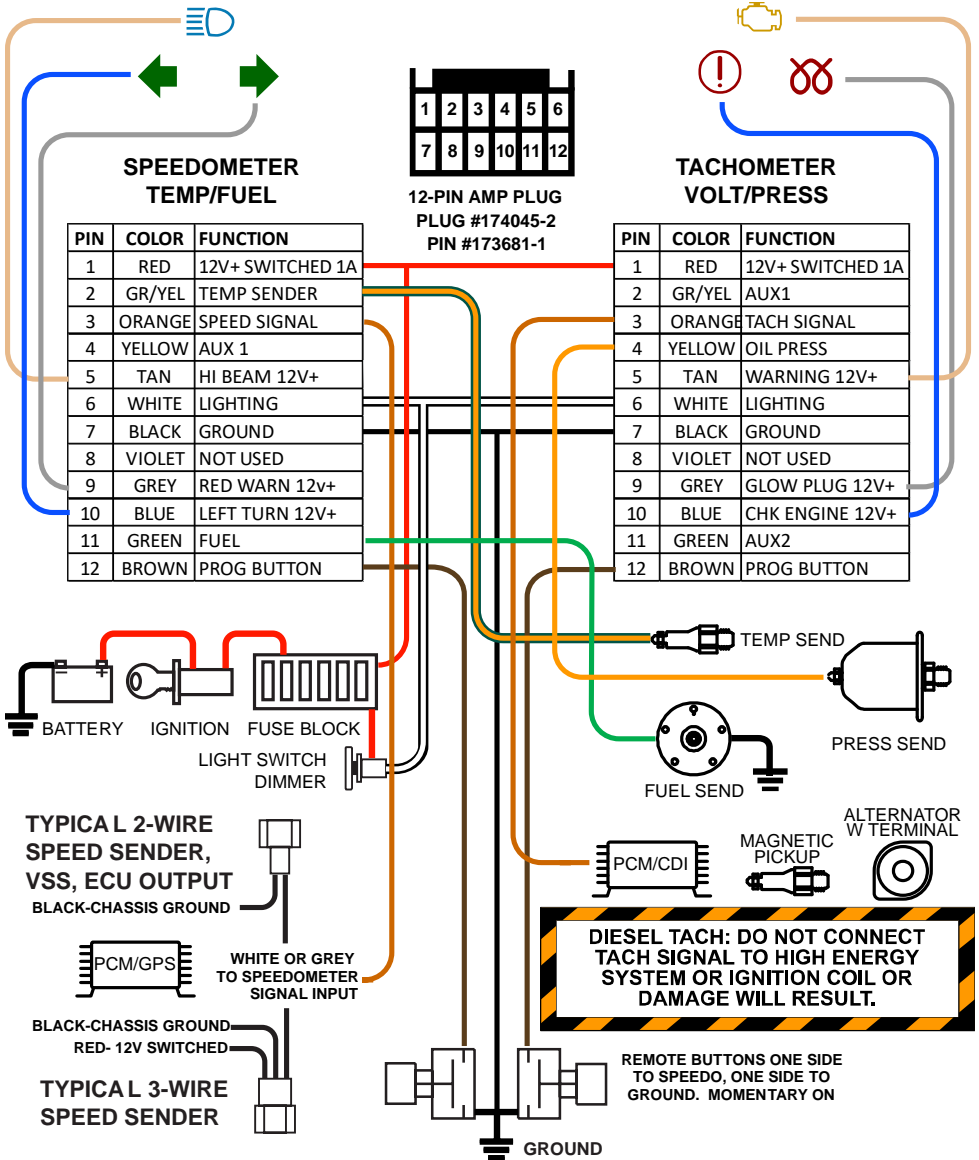 1 2 3 4 5 6
7 8 9 10 11 12
12-PIN AMP PLUG
PLUG #174045-2
PIN #173681-1
SPEEDOMETER
TEMP/FUEL
PIN COLOR FUNCTION
1 RED 12V+ SWITCHED 1A
2 GR/YEL TEMP SENDER
3 ORANGE SPEED SIGNAL
4 YELLOW AUX 1
5 TAN HI BEAM 12V+
6 WHITE LIGHTING
7 BLACK GROUND
8 VIOLET NOT USED
9 GREY RED WARN 12v+
10 BLUE LEFT TURN 12V+
11 GREEN FUEL
12 BROWN PROG BUTTON
TACHOMETER
VOLT/PRESS
PIN COLOR FUNCTION
1 RED 12V+ SWITCHED 1A
2 GR/YEL AUX1
3 ORANGE TACH SIGNAL
4 YELLOW OIL PRESS
5 TAN WARNING 12V+
6 WHITE LIGHTING
7 BLACK GROUND
8 VIOLET NOT USED
9 GREY GLOW PLUG 12V+
10 BLUE CHK ENGINE 12V+
11 GREEN AUX2
12 BROWN PROG BUTTON
BATTERY
IGNITION
FUSE BLOCK
LIGHT SWITCH
DIMMER
TEMP SEND
PRESS SEND
FUEL SEND
TYPICAL 2-WIRE
SPEED SENDER,
VSS, ECU OUTPUT
BLACK-CHASSIS GROUND
PCM/GPS
WHITE OR GREY
TO SPEEDOMETER
SIGNAL INPUT
BLACK-CHASSIS GROUND
RED- 12V SWITCHED
TYPICAL 3-WIRE
SPEED SENDER
PCM/CDI
MAGNETIC
PICKUP
ALTERNATOR
W TERMINAL
DIESEL TACH: DO NOT CONNECT
TACH SIGNAL TO HIGH ENERGY
SYSTEM OR IGNITION COIL OR
DAMAGE WILL RESULT.
REMOTE BUTTONS ONE SIDE
TO SPEEDO, ONE SIDE TO
GROUND. MOMENTARY ON
GROUND